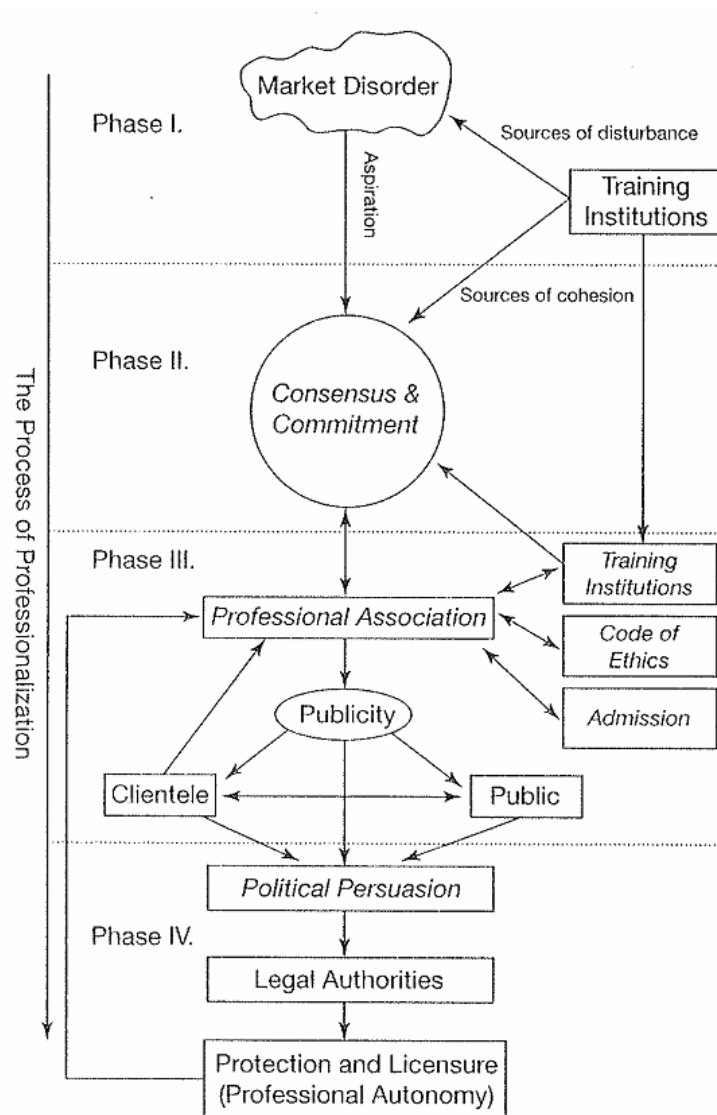 Market Disorder
Phase I.
Sources of disturbance
Aspiration
Training
Institutions
Sources of cohesion
Phase II.
Consensus &
Commitment
The Process of Professionalization
Phase III.
Training
Institutions
Professional Association
Code of
Ethics
Admission
Publicity
Clientele
Public
Political Persuasion
Phase IV.
Legal Authorities
Protection and Licensure
(Professional Autonomy)